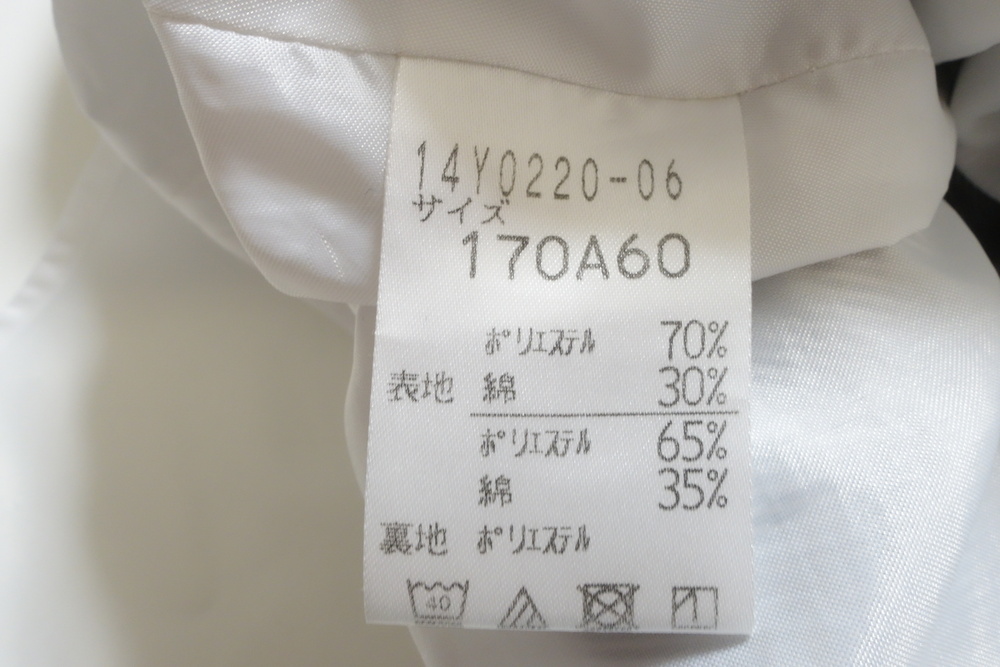 14Y0220-06
サイズ
170A60
ポリエステル 70%
表地 綿 30%
ポリエステル 65%
綿 35%
裏地 ポリエステル
40